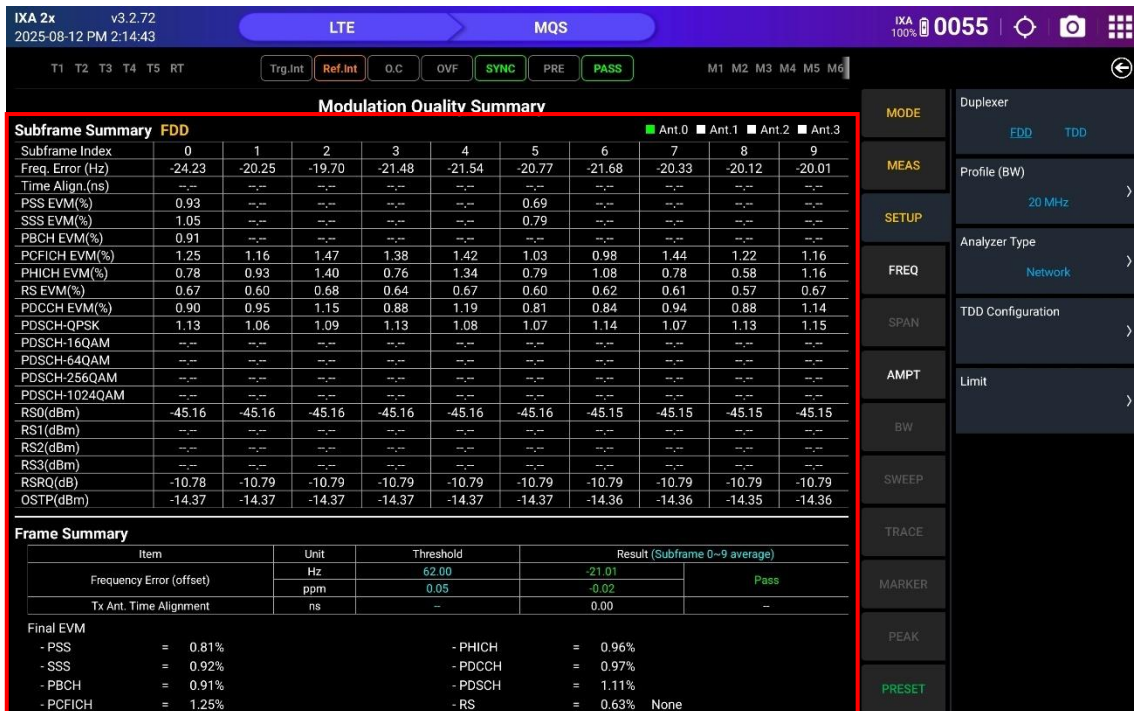 IXA 2x v3.2.72
2025-08-12 PM 2:14:43
LTE MQS
IXA 100% 0055
T1 T2 T3 T4 T5 RT Trg.Int Ref.Int O.C OVF SYNC PRE PASS M1 M2 M3 M4 M5 M6
Modulation Quality Summary
Subframe Summary FDD Ant.0 Ant.1 Ant.2 Ant.3
Subframe Index 0 1 2 3 4 5 6 7 8 9
Freq. Error (Hz) -24.23 -20.25 -19.70 -21.48 -21.54 -20.77 -21.68 -20.33 -20.12 -20.01
Time Align.(ns) --.-- --.-- --.-- --.-- --.-- --.-- --.-- --.-- --.-- --.--
PSS EVM(%) 0.93 --.-- --.-- --.-- --.-- 0.69 --.-- --.-- --.-- --.--
SSS EVM(%) 1.05 --.-- --.-- --.-- --.-- 0.79 --.-- --.-- --.-- --.--
PBCH EVM(%) 0.91 --.-- --.-- --.-- --.-- --.-- --.-- --.-- --.-- --.--
PCFICH EVM(%) 1.25 1.16 1.47 1.38 1.42 1.03 0.98 1.44 1.22 1.16
PHICH EVM(%) 0.78 0.93 1.40 0.76 1.34 0.79 1.08 0.78 0.58 1.16
RS EVM(%) 0.67 0.60 0.68 0.64 0.67 0.60 0.62 0.61 0.57 0.67
PDCCH EVM(%) 0.90 0.95 1.15 0.88 1.19 0.81 0.84 0.94 0.88 1.14
PDSCH-QPSK 1.13 1.06 1.09 1.13 1.08 1.07 1.14 1.07 1.13 1.15
PDSCH-16QAM --.-- --.-- --.-- --.-- --.-- --.-- --.-- --.-- --.-- --.--
PDSCH-64QAM --.-- --.-- --.-- --.-- --.-- --.-- --.-- --.-- --.-- --.--
PDSCH-256QAM --.-- --.-- --.-- --.-- --.-- --.-- --.-- --.-- --.-- --.--
PDSCH-1024QAM --.-- --.-- --.-- --.-- --.-- --.-- --.-- --.-- --.-- --.--
RS0(dBm) -45.16 -45.16 -45.16 -45.16 -45.16 -45.16 -45.15 -45.15 -45.15 -45.15
RS1(dBm) --.-- --.-- --.-- --.-- --.-- --.-- --.-- --.-- --.-- --.--
RS2(dBm) --.-- --.-- --.-- --.-- --.-- --.-- --.-- --.-- --.-- --.--
RS3(dBm) --.-- --.-- --.-- --.-- --.-- --.-- --.-- --.-- --.-- --.--
RSRQ(dB) -10.78 -10.79 -10.79 -10.79 -10.79 -10.79 -10.79 -10.79 -10.79 -10.79
OSTP(dBm) -14.37 -14.37 -14.37 -14.37 -14.37 -14.37 -14.36 -14.36 -14.35 -14.36
Frame Summary
Item Unit Threshold Result (Subframe 0~9 average)
Frequency Error (offset) Hz 62.00 -21.01 Pass
ppm 0.05 -0.02
Tx Ant. Time Alignment ns -- 0.00 --
Final EVM
- PSS = 0.81% - PHICH = 0.96%
- SSS = 0.92% - PDCCH = 0.97%
- PBCH = 0.91% - PDSCH = 1.11%
- PCFICH = 1.25% - RS = 0.63% None
MODE
MEAS
SETUP
FREQ
SPAN
AMPT
BW
SWEEP
TRACE
MARKER
PEAK
PRESET
Duplexer
FDD TDD
Profile (BW)
20 MHz
Analyzer Type
Network
TDD Configuration
Limit